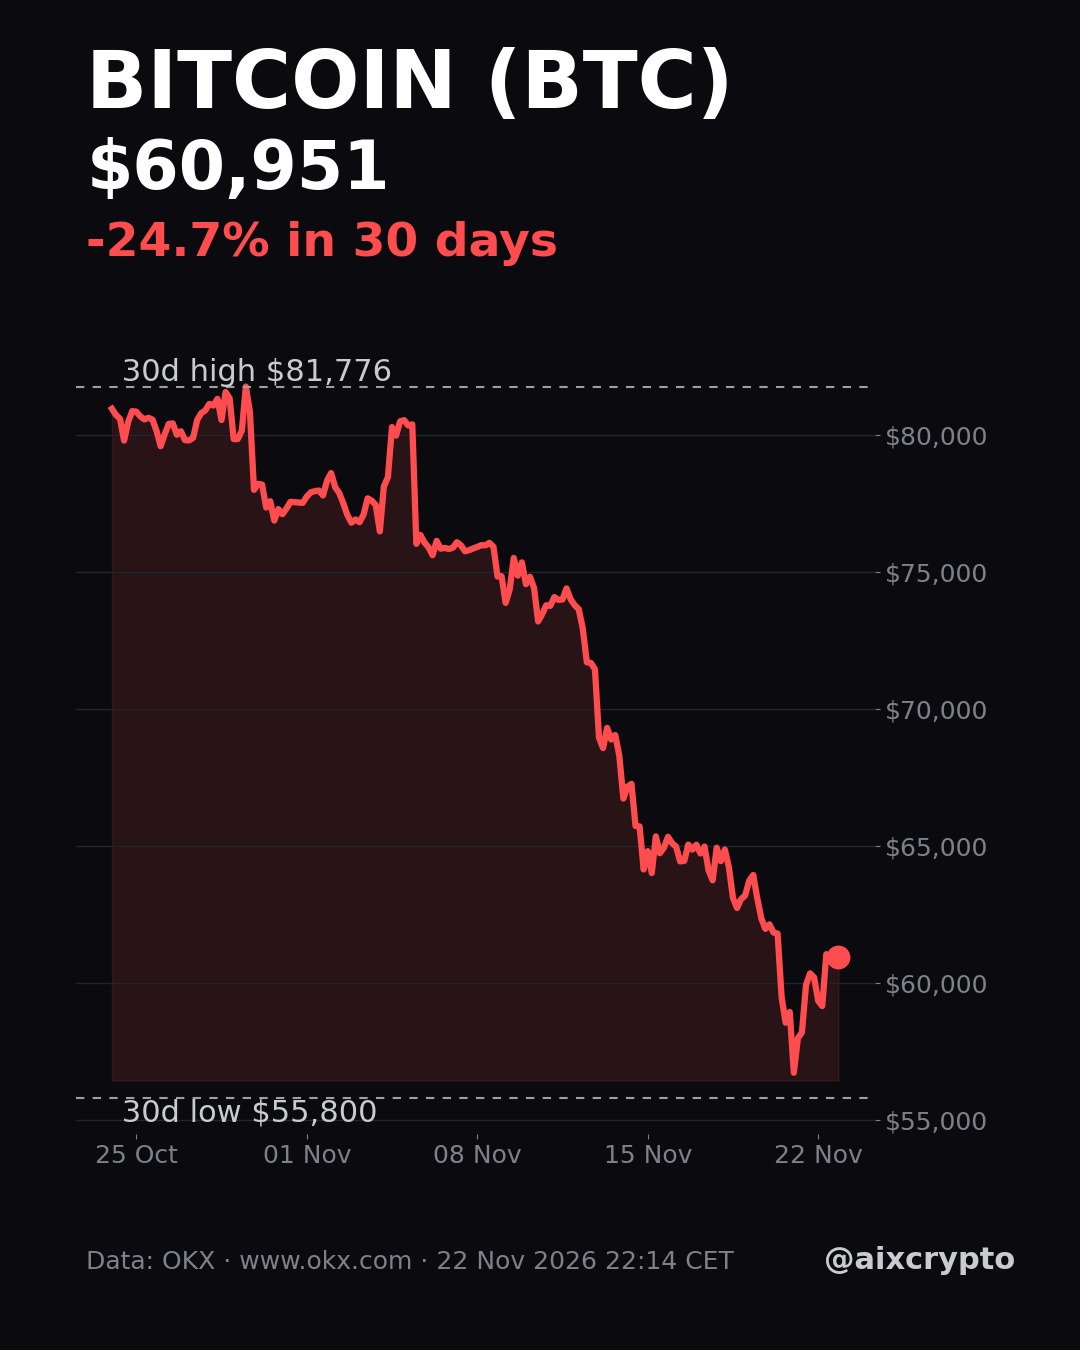 BITCOIN (BTC)
$60,951
-24.7% in 30 days
30d high $81,776
$80,000
$75,000
$70,000
$65,000
$60,000
30d low $55,800
$55,000
25 Oct 01 Nov 08 Nov 15 Nov 22 Nov
Data: OKX · www.okx.com · 22 Nov 2026 22:14 CET @aixcrypto